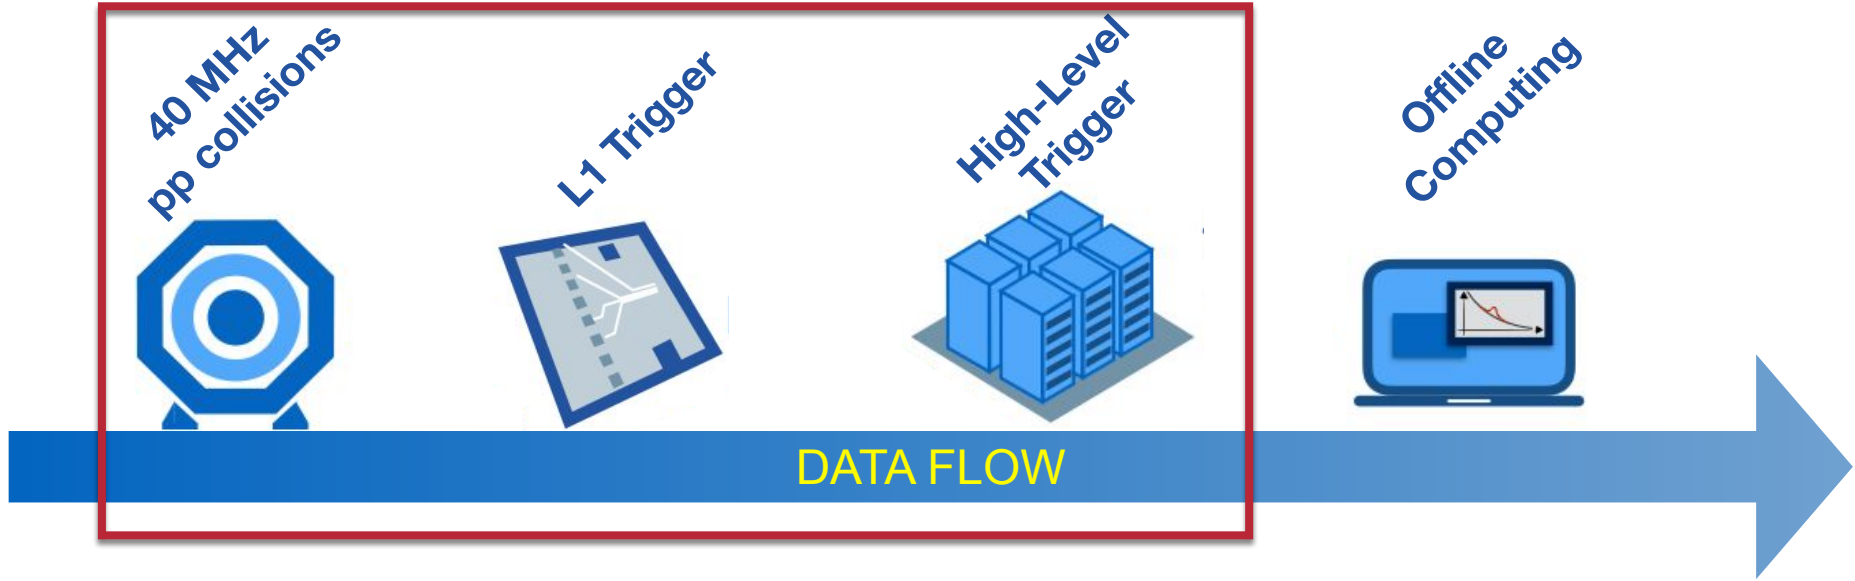 40 MHz
pp collisions
L1 Trigger
High-Level
Trigger
Offline
Computing
DATA FLOW